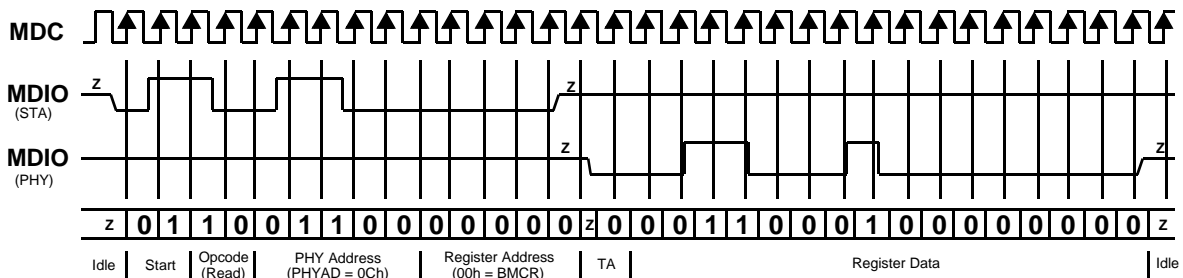 MDC
z
MDIO
(STA)
z
z
MDIO
(PHY)
z
z 0 1 1 0 0 1 1 0 0 0 0 0 0 0 z 0 0 0 1 1 0 0 0 1 0 0 0 0 0 0 0 0 z
Idle Start Opcode (Read) PHY Address (PHYAD = 0Ch) Register Address (00h = BMCR) TA Register Data Idle